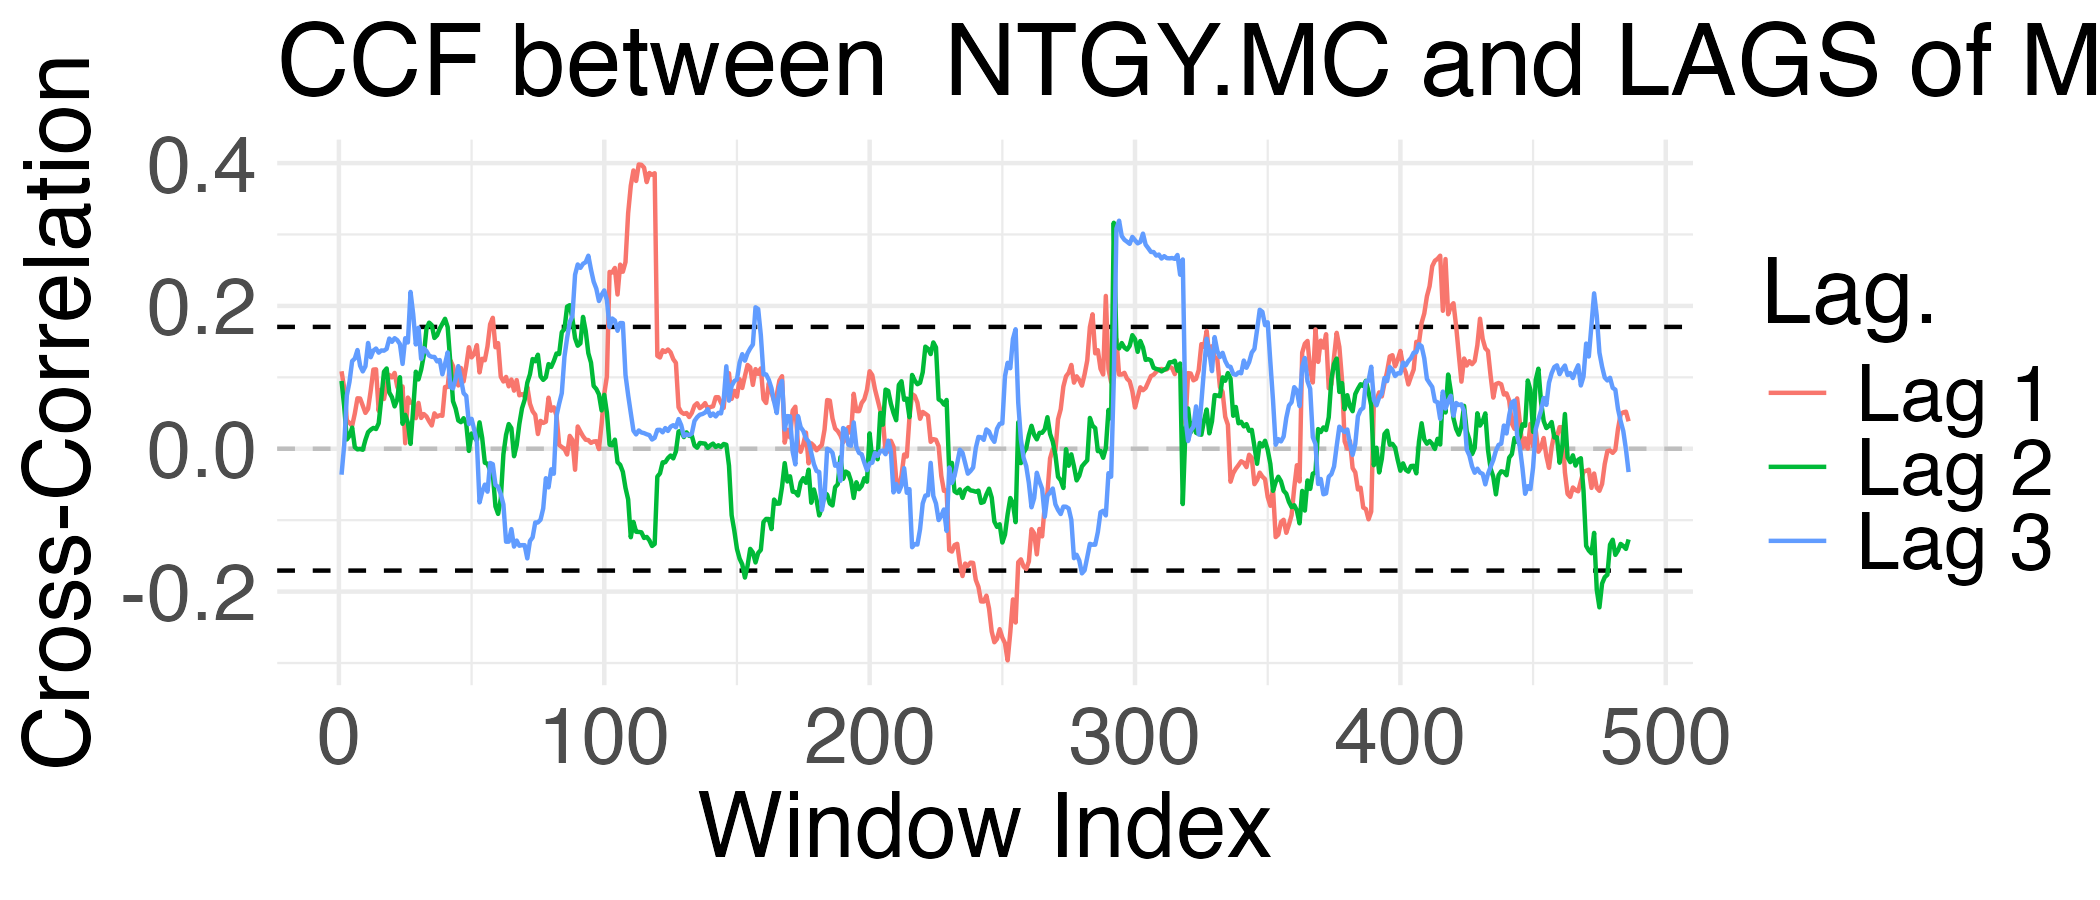 CCF between  NTGY.MC and LAGS of M
Cross-Correlation
0.4
0.2
0.0
-0.2
0 100 200 300 400 500
Window Index
Lag.
Lag 1
Lag 2
Lag 3